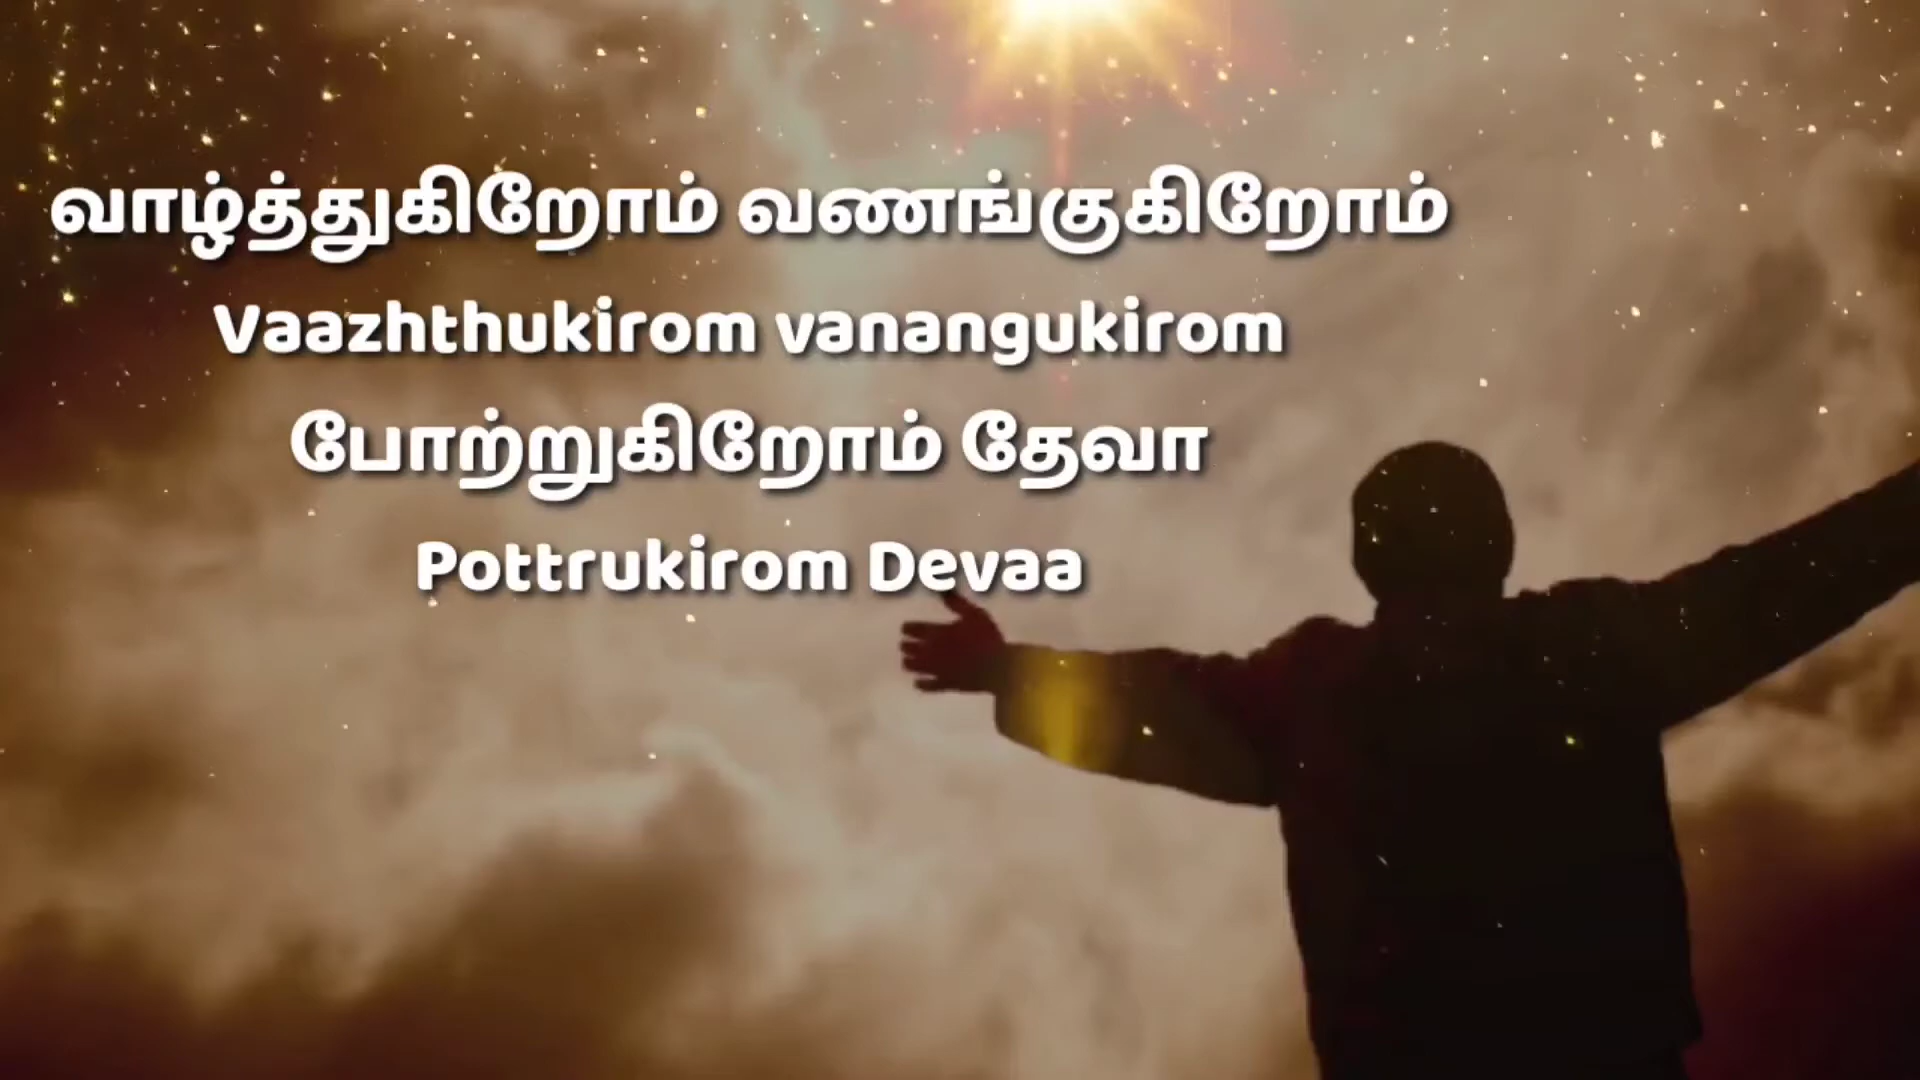 வாழ்த்துகிறோம் வணங்குகிறோம்
Vaazhthukirom vanangukirom
போற்றுகிறோம் தேவா
Pottrukirom Devaa